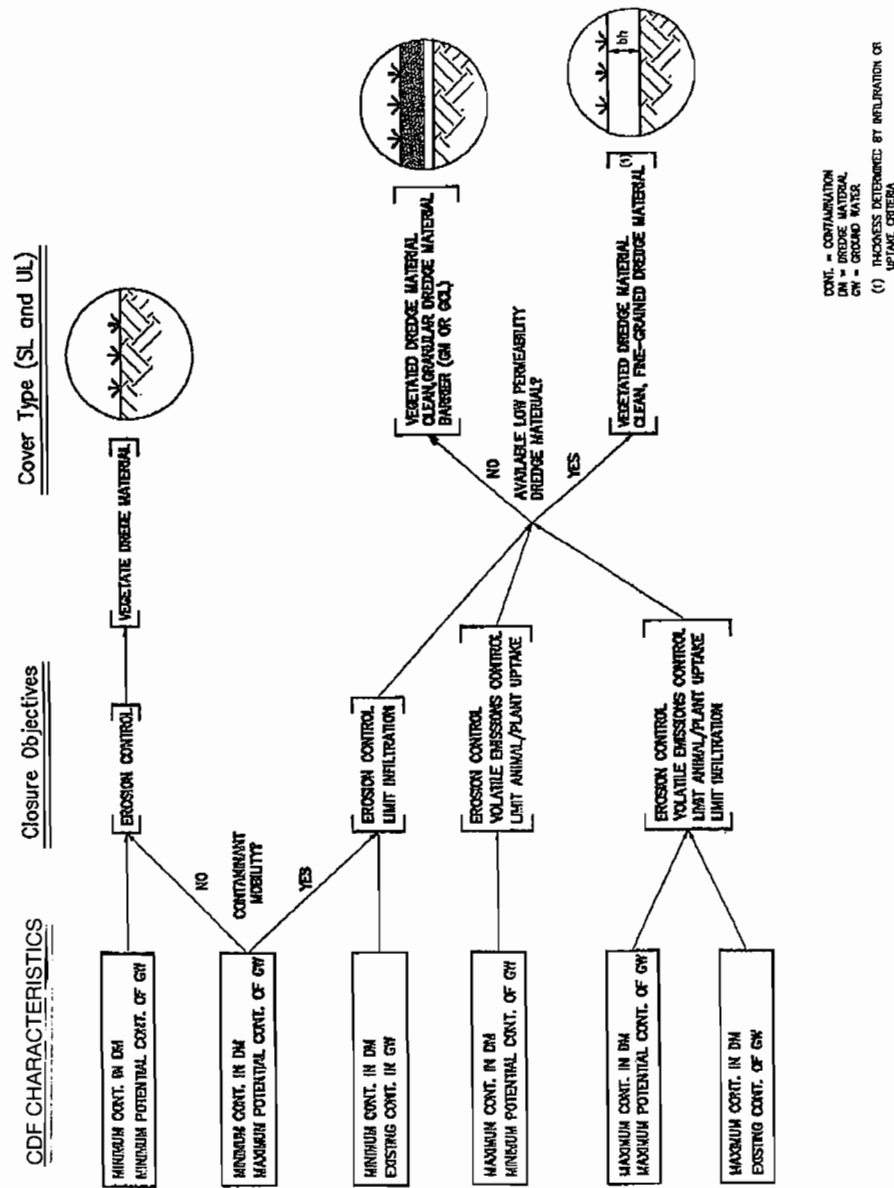 CDF CHARACTERISTICS
Closure Objectives
Cover Type (SL and UL)
MINIMUM CONT. IN DM
MINIMUM POTENTIAL CONT. OF GW
MINIMUM CONT. IN DM
MAXIMUM POTENTIAL CONT. OF GW
MINIMUM CONT. IN DM
EXISTING CONT. IN GW
MAXIMUM CONT. IN DM
MINIMUM POTENTIAL CONT. OF GW
MAXIMUM CONT. IN DM
MAXIMUM POTENTIAL CONT. OF GW
MAXIMUM CONT. IN DM
EXISTING CONT. OF GW
NO
CONTAMINANT
MOBILITY?
YES
EROSION CONTROL
EROSION CONTROL
LIMIT INFILTRATION
EROSION CONTROL
VOLATILE EMISSIONS CONTROL
LIMIT ANIMAL/PLANT UPTAKE
EROSION CONTROL
VOLATILE EMISSIONS CONTROL
LIMIT ANIMAL/PLANT UPTAKE
LIMIT INFILTRATION
NO
AVAILABLE LOW PERMEABILITY
DREDGE MATERIAL?
YES
VEGETATE DREDE MATERIAL
VEGETATED DREDGE MATERIAL
CLEAN,GRANULAR DREDGE MATERIAL
BARRIER (GM OR GCL)
VEGETATED DREDGE MATERIAL
CLEAN, FINE-GRAINED DREDGE MATERIAL
(1)
bh
CONT. = CONTAMINATION
DM = DREDGE MATERIAL
GW = GROUND WATER
(1) THICKNESS DETERMINED BY INFILTRATION OR
UPTAKE CRITERIA